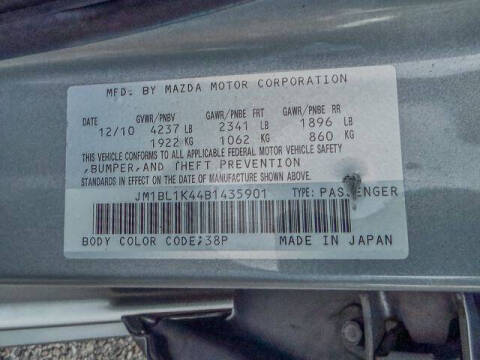 MFD. BY MAZDA MOTOR CORPORATION
DATE GVWR/PNBV GAWR/PNBE FRT GAWR/PNBE RR
12/10 4237 LB 2341 LB 1896 LB
1922 KG 1062 KG 860 KG
THIS VEHICLE CONFORMS TO ALL APPLICABLE FEDERAL MOTOR VEHICLE SAFETY
,BUMPER,AND THEFT PREVENTION
STANDARDS IN EFFECT ON THE DATE OF MANUFACTURE SHOWN ABOVE.
JM1BL1K44B1435901 TYPE: PASSENGER
BODY COLOR CODE;38P MADE IN JAPAN